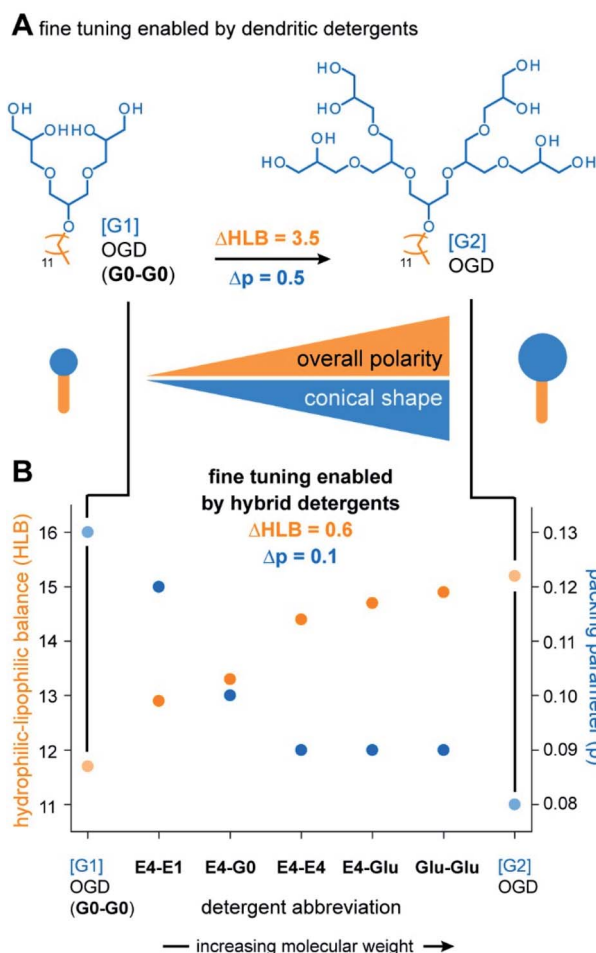 A fine tuning enabled by dendritic detergents
HO
OH
OH
HO
OH
HO
OH
HO
OH
HO
OH
HO
OH
O
O
O
O
O
O
O
O
O
O
11
11
[G1]
OGD
(G0-G0)
ΔHLB = 3.5
Δp = 0.5
[G2]
OGD
overall polarity
conical shape
B
fine tuning enabled
by hybrid detergents
ΔHLB = 0.6
Δp = 0.1
hydrophilic-lipophilic balance (HLB)
16
15
14
13
12
11
0.13
0.12
0.11
0.10
0.09
0.08
packing parameter (p)
[G1]
OGD
(G0-G0)
E4-E1
E4-G0
E4-E4
E4-Glu
Glu-Glu
[G2]
OGD
detergent abbreviation
increasing molecular weight